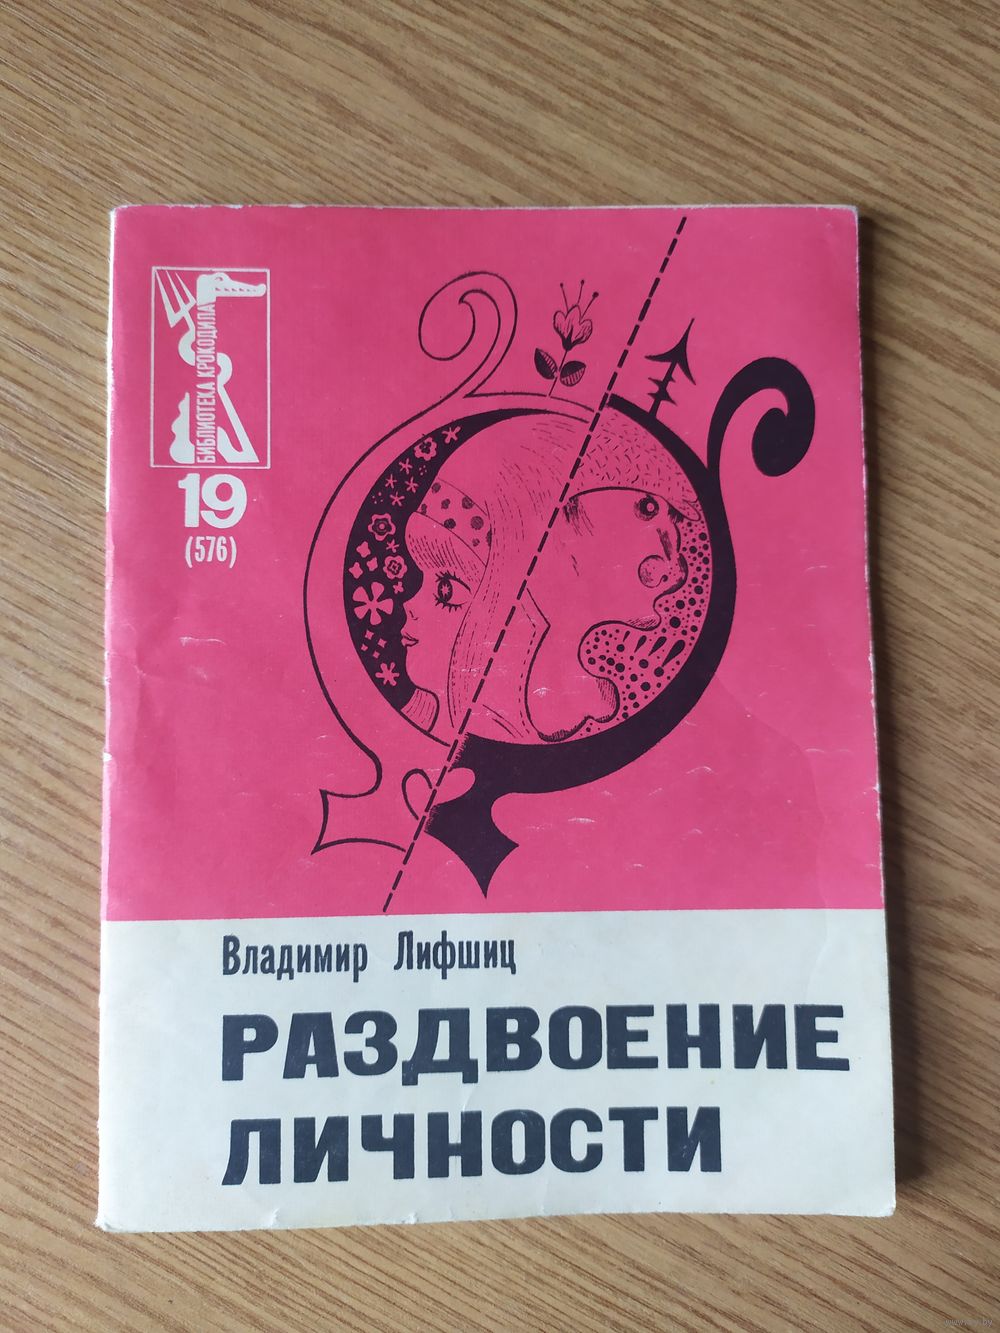 БИБЛИОТЕКА КРОКОДИЛА
19
(576)
Владимир Лифшиц
РАЗДВОЕНИЕ
ЛИЧНОСТИ